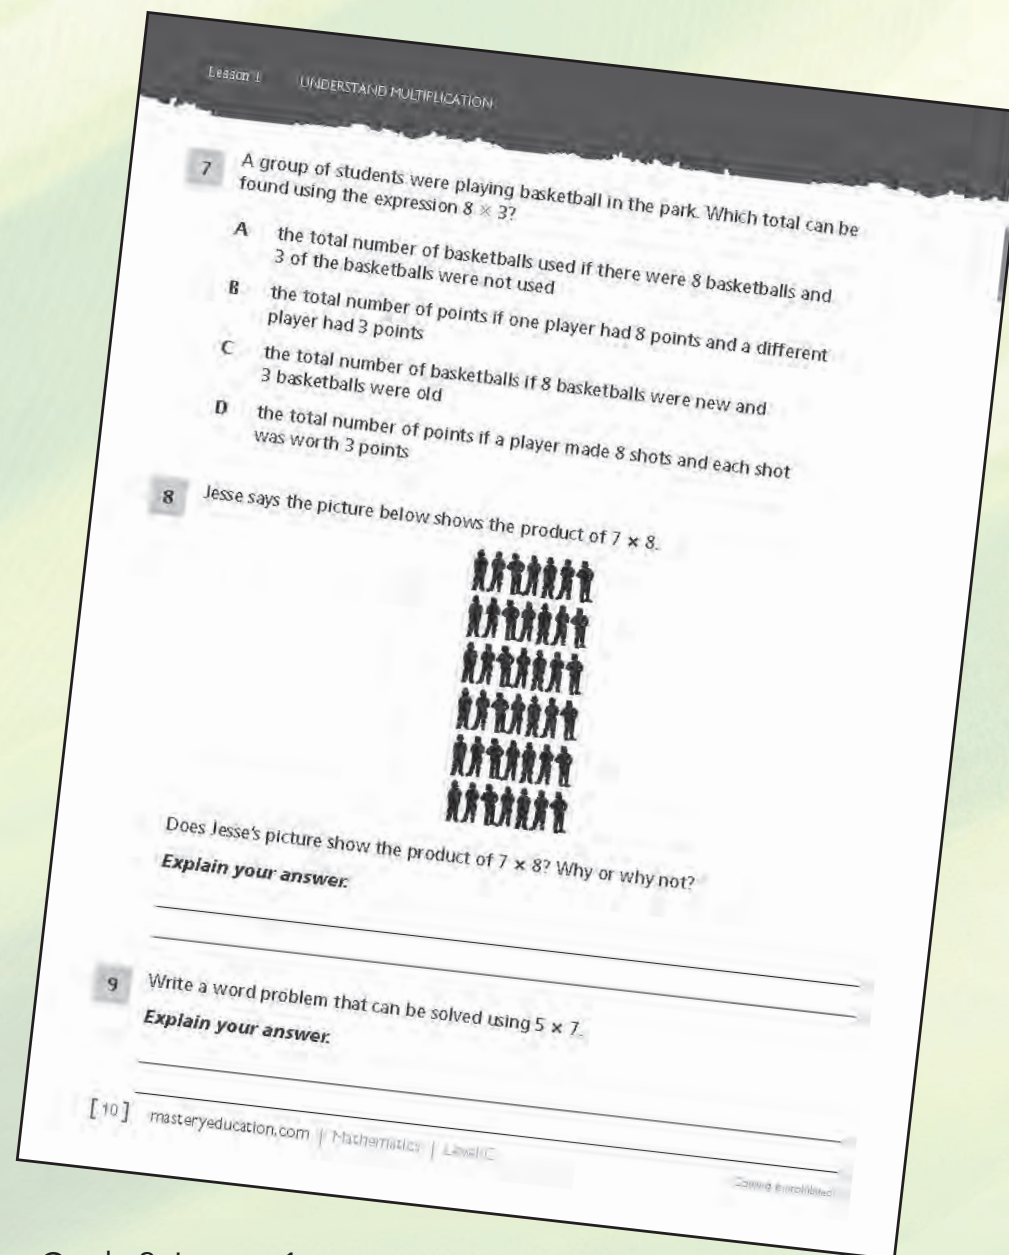 Lesson 1 UNDERSTAND MULTIPLICATION
7 A group of students were playing basketball in the park. Which total can be
found using the expression 8 × 3?
A the total number of basketballs used if there were 8 basketballs and
3 of the basketballs were not used
B the total number of points if one player had 8 points and a different
player had 3 points
C the total number of basketballs if 8 basketballs were new and
3 basketballs were old
D the total number of points if a player made 8 shots and each shot
was worth 3 points
8 Jesse says the picture below shows the product of 7 × 8.
Does Jesse's picture show the product of 7 × 8? Why or why not?
Explain your answer.
9 Write a word problem that can be solved using 5 × 7.
Explain your answer.
[ 10 ] masteryeducation.com | Mathematics | Level C
Copying is prohibited.